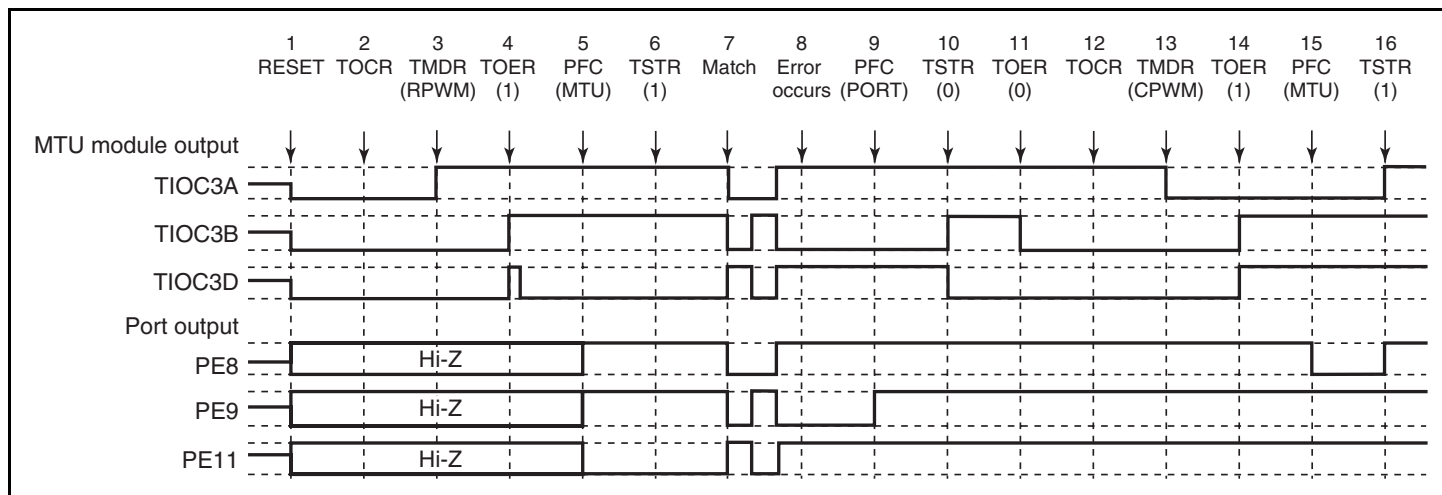 1 2 3 4 5 6 7 8 9 10 11 12 13 14 15 16
RESET TOCR TMDR TOER PFC TSTR Match Error PFC TSTR TOER TOCR TMDR TOER PFC TSTR
(RPWM) (1) (MTU) (1) occurs (PORT) (0) (0) (CPWM) (1) (MTU) (1)
MTU module output
TIOC3A
TIOC3B
TIOC3D
Port output
PE8 Hi-Z
PE9 Hi-Z
PE11 Hi-Z